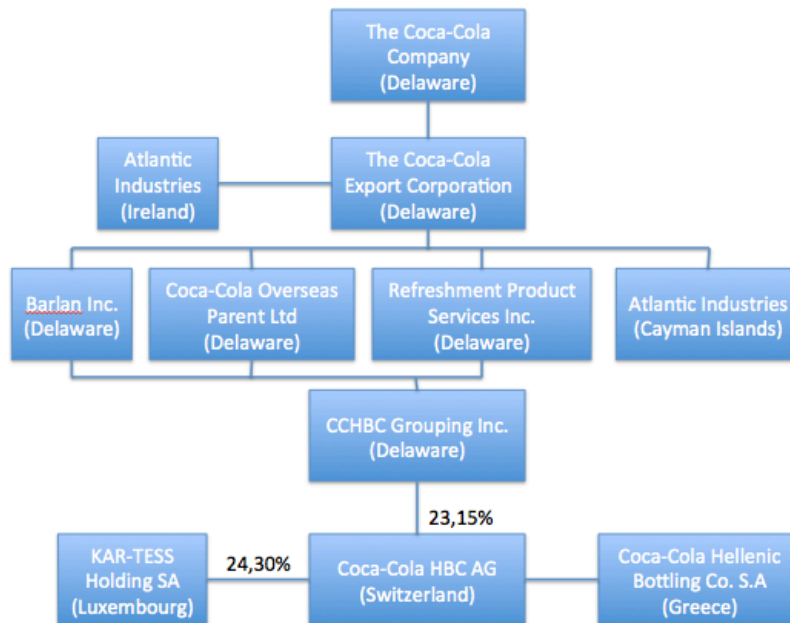 The Coca-Cola
Company
(Delaware)
Atlantic
Industries
(Ireland)
The Coca-Cola
Export Corporation
(Delaware)
Barlan Inc.
(Delaware)
Coca-Cola Overseas
Parent Ltd
(Delaware)
Refreshment Product
Services Inc.
(Delaware)
Atlantic Industries
(Cayman Islands)
CCHBC Grouping Inc.
(Delaware)
23,15%
KAR-TESS
Holding SA
(Luxembourg)
24,30%
Coca-Cola HBC AG
(Switzerland)
Coca-Cola Hellenic
Bottling Co. S.A
(Greece)